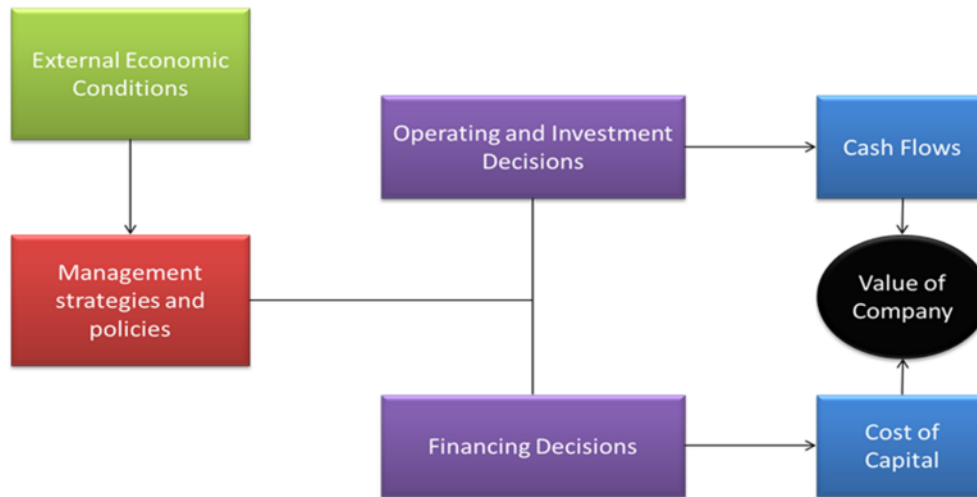 External Economic
Conditions
Operating and Investment
Decisions
Cash Flows
Management
strategies and
policies
Value of
Company
Financing Decisions
Cost of
Capital